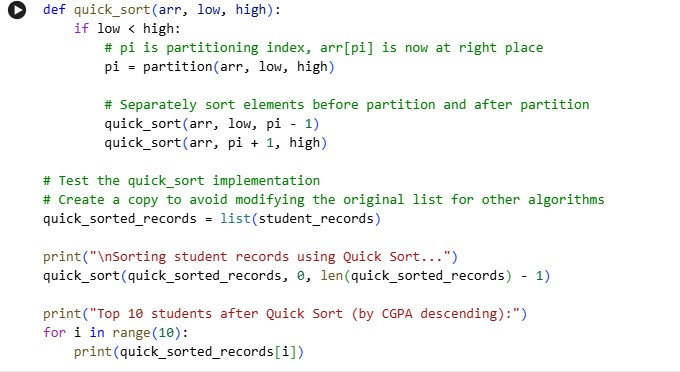 def quick_sort(arr, low, high):
    if low < high:
        # pi is partitioning index, arr[pi] is now at right place
        pi = partition(arr, low, high)

        # Separately sort elements before partition and after partition
        quick_sort(arr, low, pi - 1)
        quick_sort(arr, pi + 1, high)

# Test the quick_sort implementation
# Create a copy to avoid modifying the original list for other algorithms
quick_sorted_records = list(student_records)

print("\nSorting student records using Quick Sort...")
quick_sort(quick_sorted_records, 0, len(quick_sorted_records) - 1)

print("Top 10 students after Quick Sort (by CGPA descending):")
for i in range(10):
    print(quick_sorted_records[i])